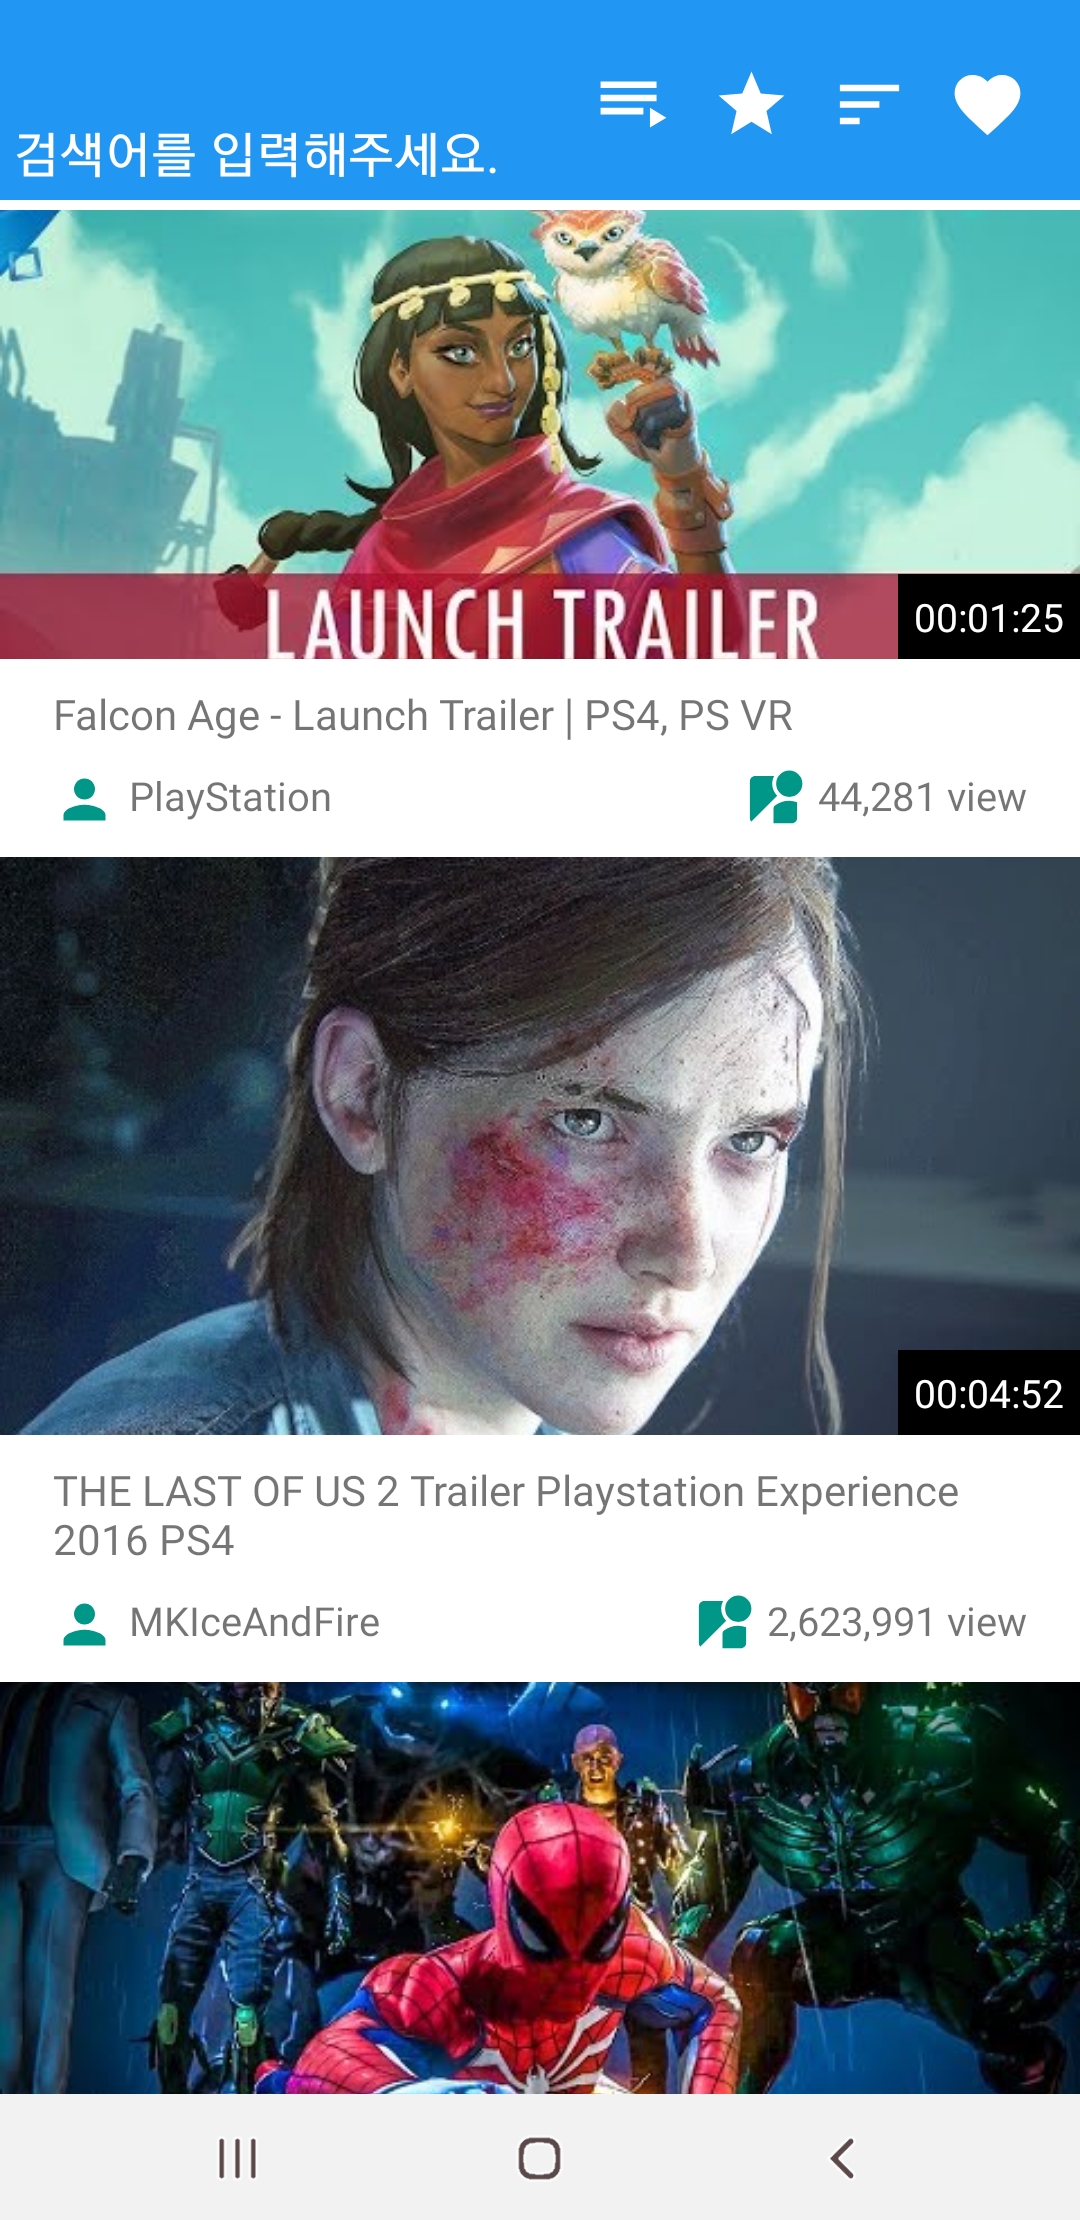 검색어를 입력해주세요.
LAUNCH TRAILER
00:01:25
Falcon Age - Launch Trailer | PS4, PS VR
PlayStation
44,281 view
00:04:52
THE LAST OF US 2 Trailer Playstation Experience
2016 PS4
MKIceAndFire
2,623,991 view